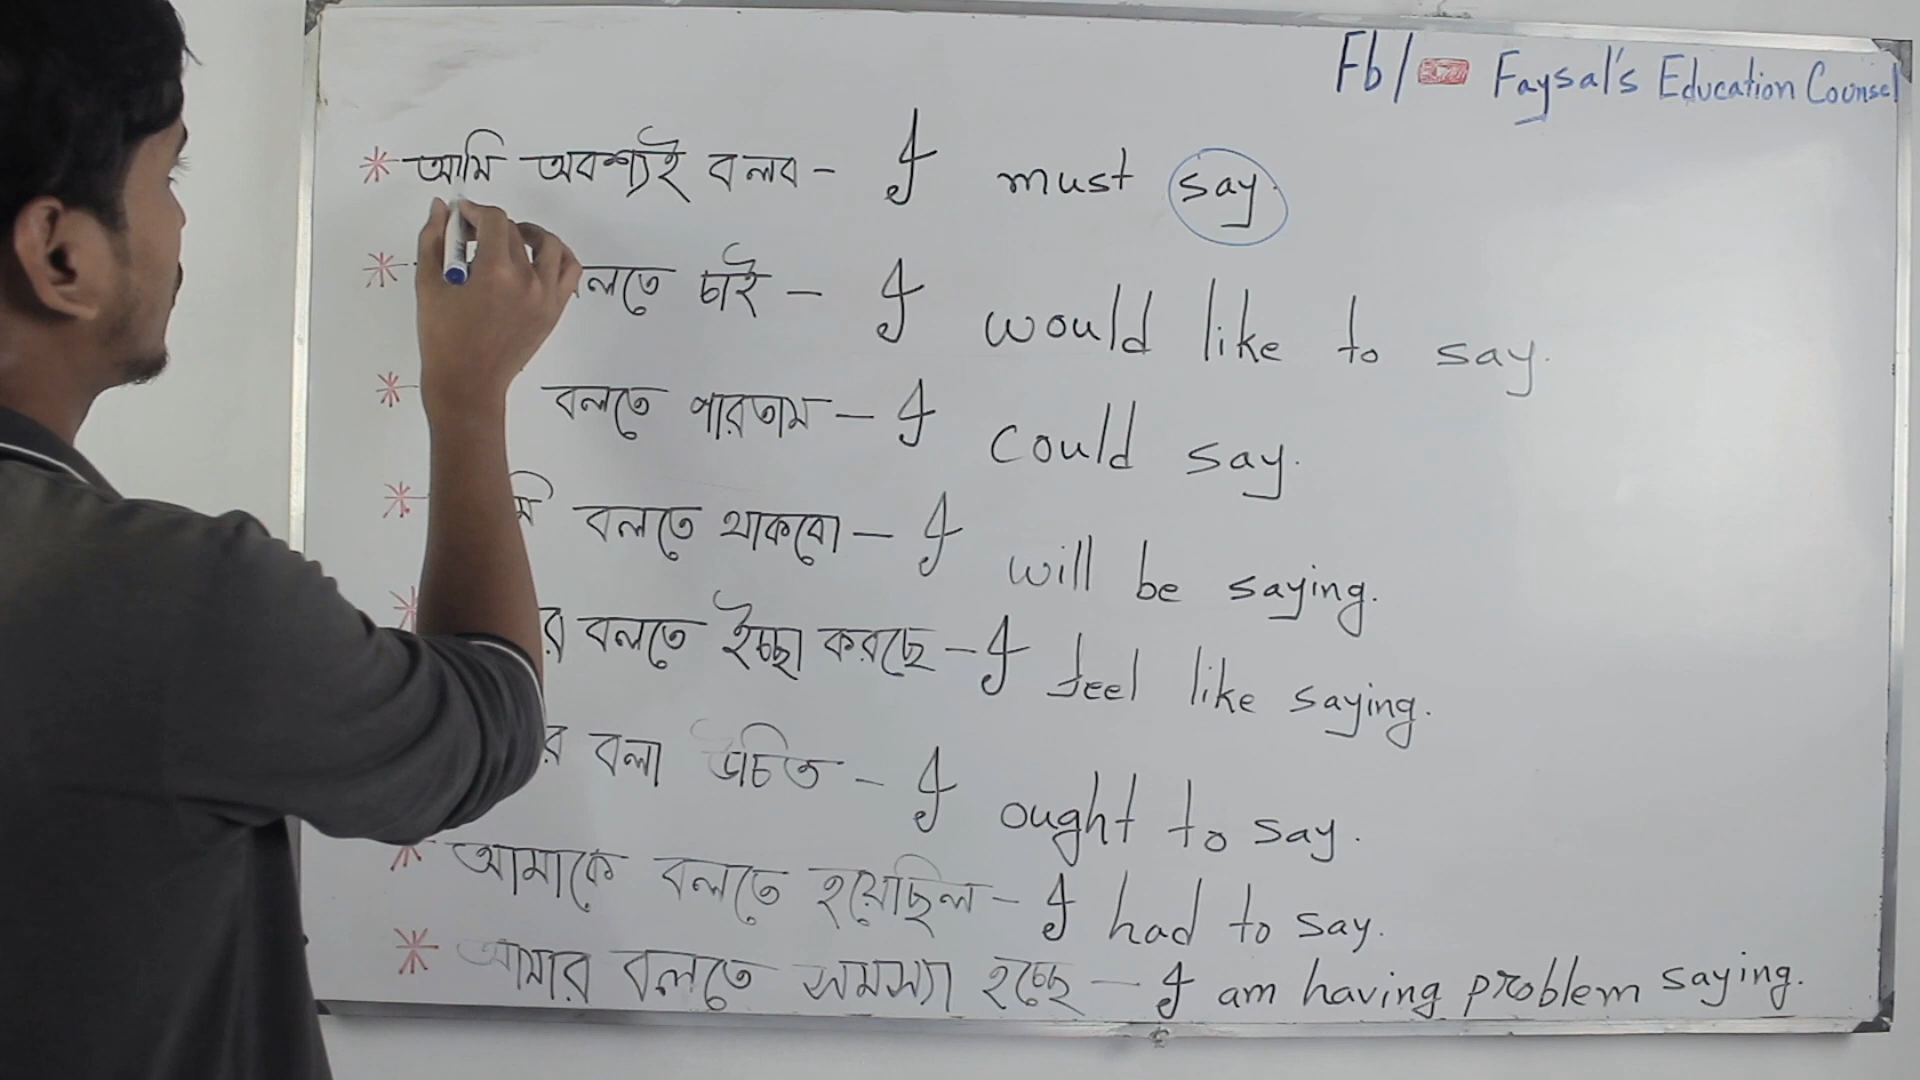 Fb/ Faysal's Education Counsel
* আমি অবশ্যই বলব - I must say.
* বলতে চাই - I would like to say.
* বলতে পারতাম - I could say.
* বলতে থাকবো - I will be saying.
* বলতে ইচ্ছা করছে - I feel like saying.
বলা উচিত - I ought to say.
* আমাকে বলতে হয়েছিল - I had to say.
* আমার বলতে সমস্যা হচ্ছে - I am having problem saying.